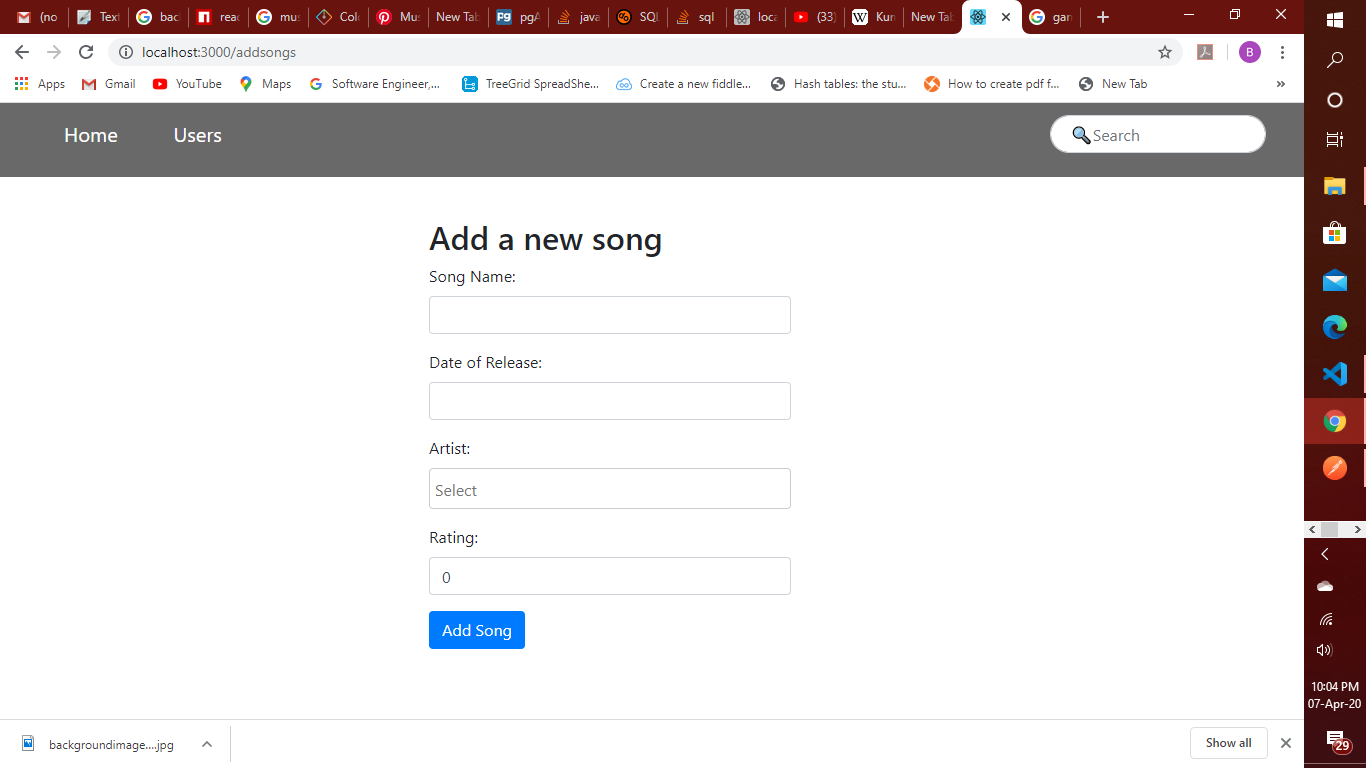 (no
Text
bac
reac
mus
Colo
Mus
New Tab
pgA
java
SQL
sql
loca
(33)
Kun
New Tab
gan
localhost:3000/addsongs
B
Apps
Gmail
YouTube
Maps
Software Engineer,...
TreeGrid SpreadShe...
Create a new fiddle...
Hash tables: the stu...
How to create pdf f...
New Tab
»
Home
Users
Search
Add a new song
Song Name:
Date of Release:
Artist:
Select
Rating:
0
Add Song
backgroundimage....jpg
Show all
10:04 PM
07-Apr-20
29